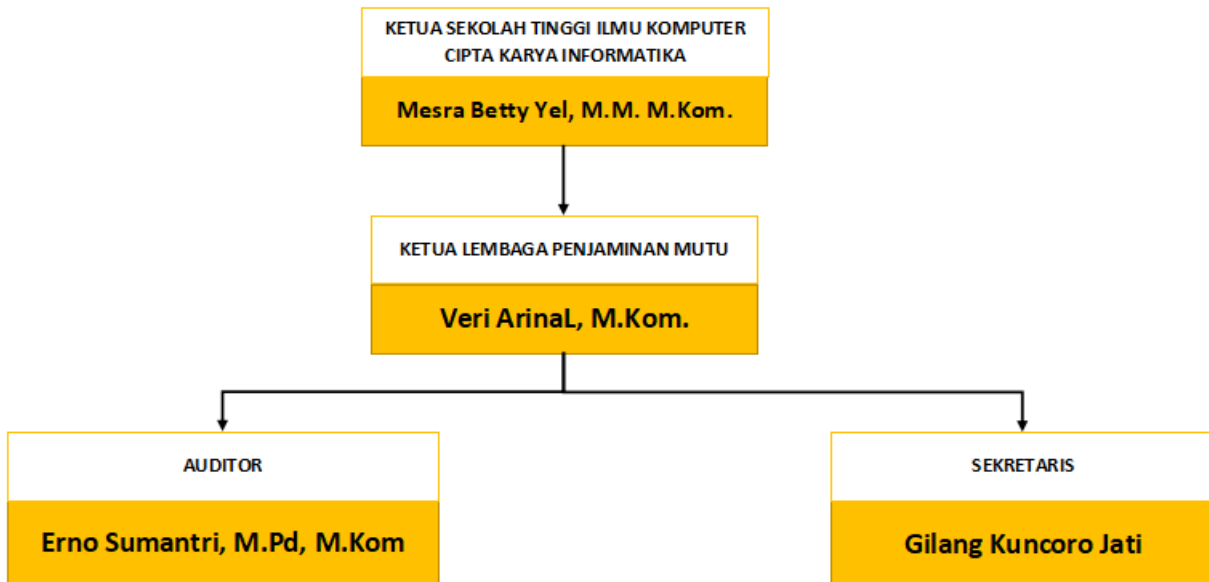 KETUA SEKOLAH TINGGI ILMU KOMPUTER
CIPTA KARYA INFORMATIKA
Mesra Betty Yel, M.M. M.Kom.
KETUA LEMBAGA PENJAMINAN MUTU
Veri ArinaL, M.Kom.
AUDITOR
Erno Sumantri, M.Pd, M.Kom
SEKRETARIS
Gilang Kuncoro Jati